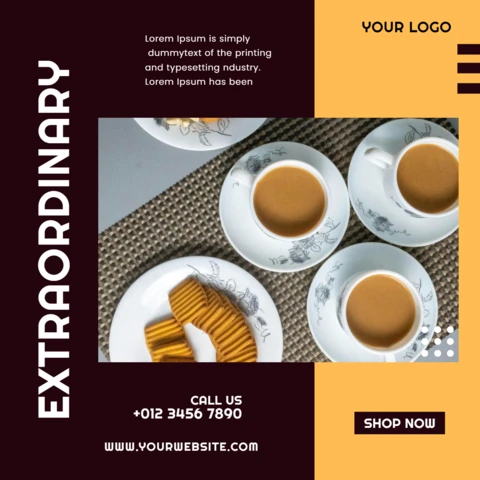 Lorem Ipsum is simply
dummytext of the printing
and typesetting ndustry.
Lorem Ipsum has been
YOUR LOGO
EXTRAORDINARY
CALL US
+012 3456 7890
WWW.YOURWEBSITE.COM
SHOP NOW